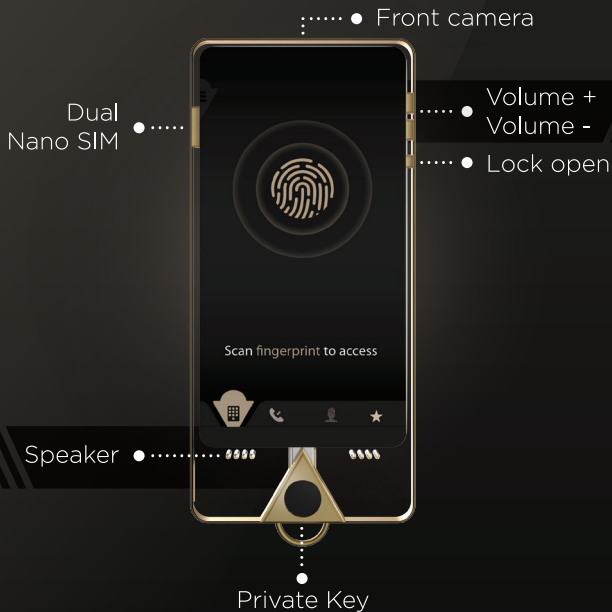 Front camera
Dual
Nano SIM
Volume +
Volume -
Lock open
Scan fingerprint to access
Speaker
Private Key